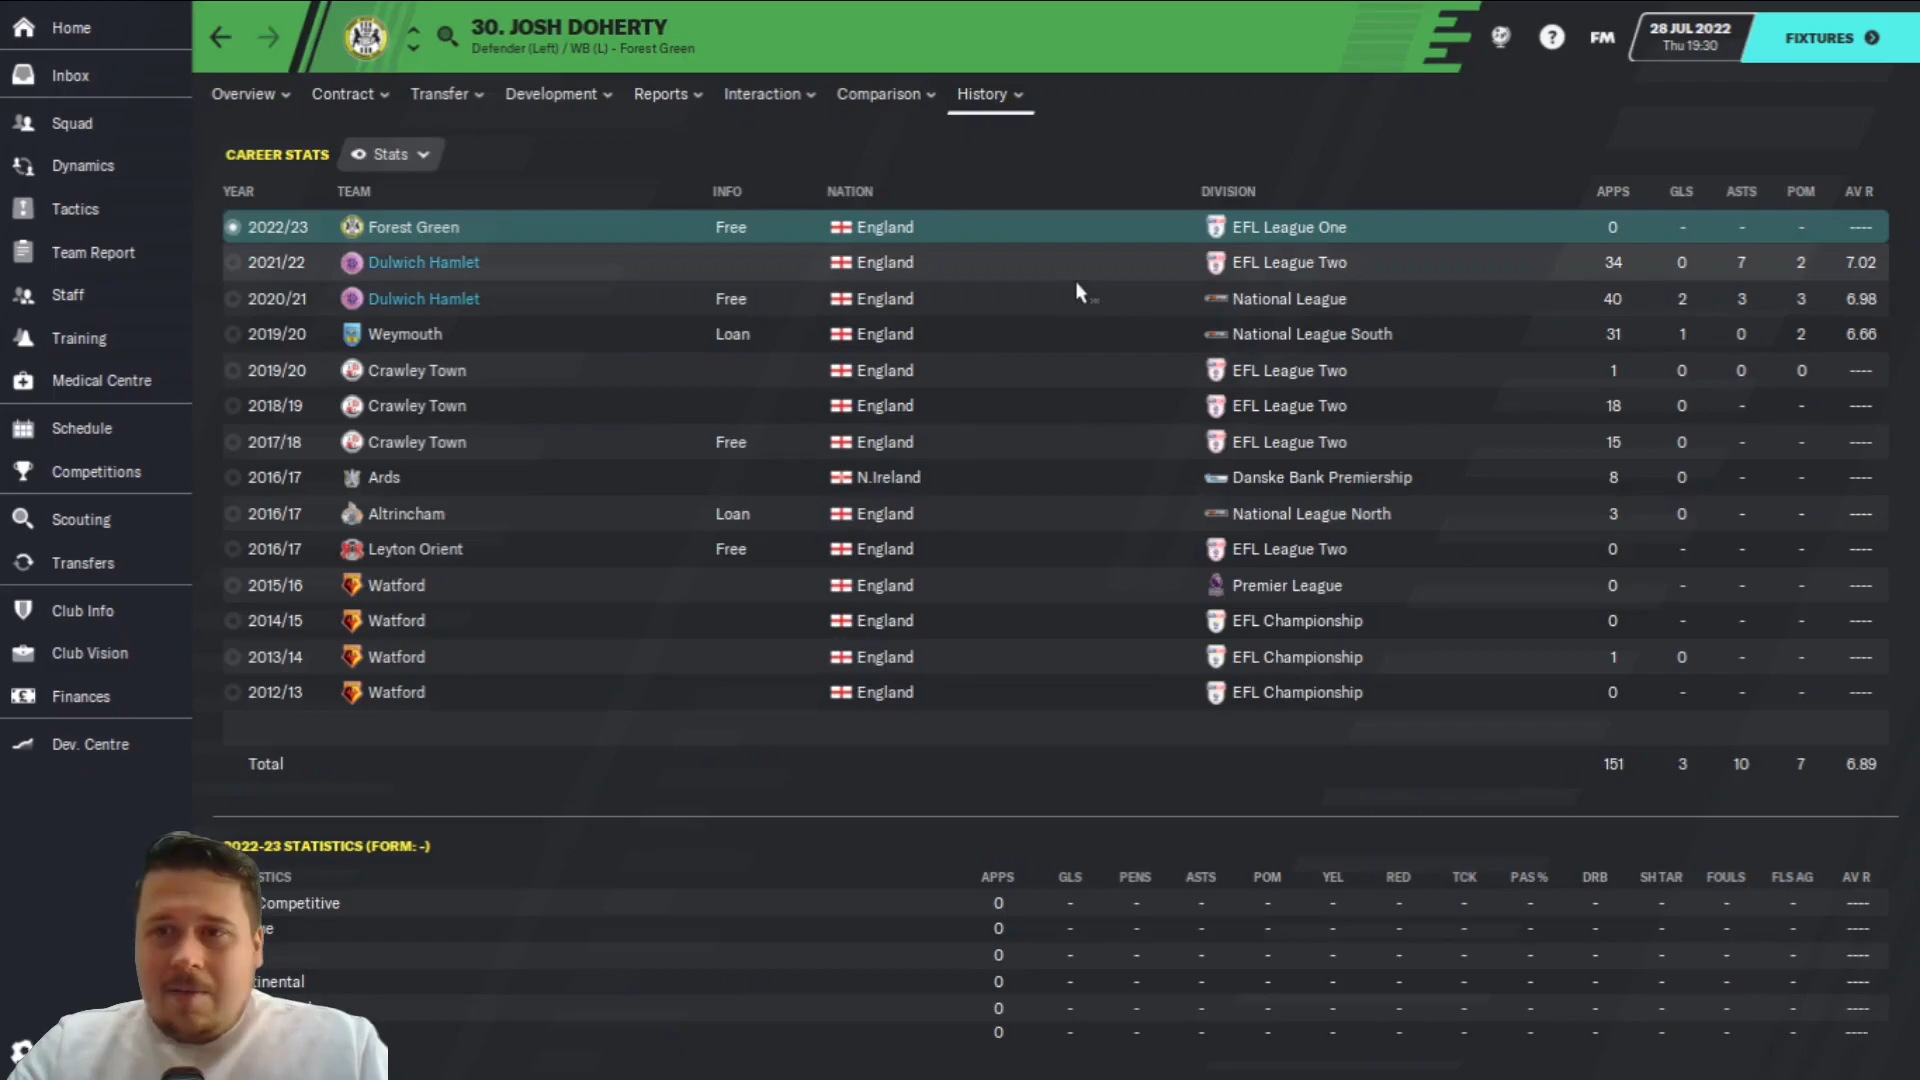 Home
Inbox
Squad
Dynamics
Tactics
Team Report
Staff
Training
Medical Centre
Schedule
Competitions
Scouting
Transfers
Club Info
Club Vision
Finances
Dev. Centre
30. JOSH DOHERTY
Defender (Left) / WB (L) - Forest Green
FM
28 JUL 2022
Thu 19:30
FIXTURES
Overview Contract Transfer Development Reports Interaction Comparison History
CAREER STATS Stats
YEAR TEAM INFO NATION DIVISION APPS GLS ASTS POM AV R
2022/23 Forest Green Free England EFL League One 0 - - - ----
2021/22 Dulwich Hamlet England EFL League Two 34 0 7 2 7.02
2020/21 Dulwich Hamlet Free England National League 40 2 3 3 6.98
2019/20 Weymouth Loan England National League South 31 1 0 2 6.66
2019/20 Crawley Town England EFL League Two 1 0 0 0 ----
2018/19 Crawley Town England EFL League Two 18 0 - - ----
2017/18 Crawley Town Free England EFL League Two 15 0 - - ----
2016/17 Ards N.Ireland Danske Bank Premiership 8 0 - - ----
2016/17 Altrincham Loan England National League North 3 0 - - ----
2016/17 Leyton Orient Free England EFL League Two 0 - - - ----
2015/16 Watford England Premier League 0 - - - ----
2014/15 Watford England EFL Championship 0 - - - ----
2013/14 Watford England EFL Championship 1 0 - - ----
2012/13 Watford England EFL Championship 0 - - - ----
Total 151 3 10 7 6.89
2022-23 STATISTICS (FORM: -)
STICS APPS GLS PENS ASTS POM YEL RED TCK PAS % DRB SH TAR FOULS FLS AG AV R
Competitive 0 - - - - - - - - - - - - ----
ue 0 - - - - - - - - - - - - ----
0 - - - - - - - - - - - - ----
tinental 0 - - - - - - - - - - - - ----
0 - - - - - - - - - - - - ----
0 - - - - - - - - - - - - ----